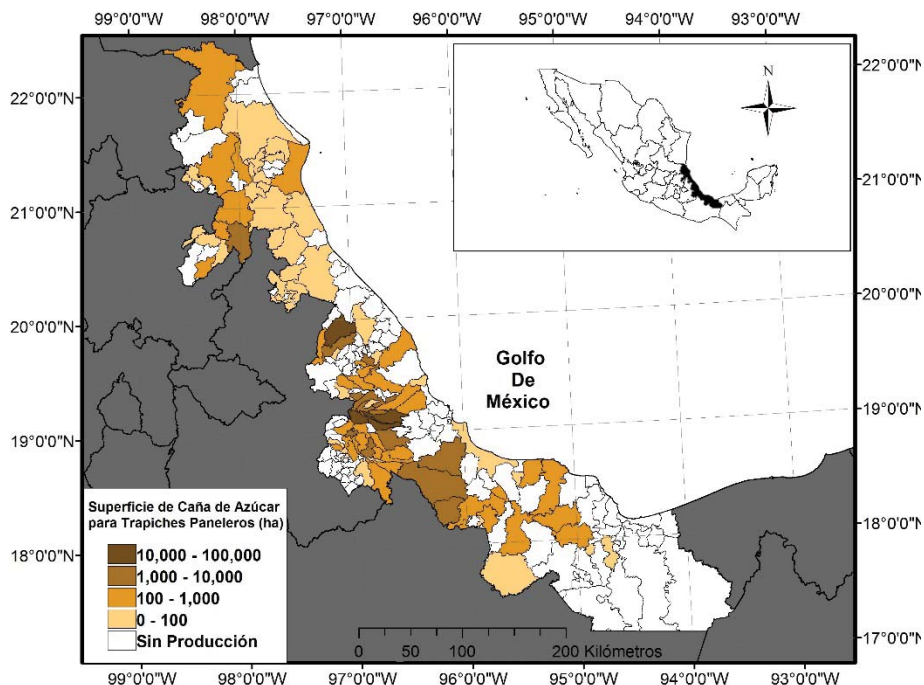 99°0'0"W 98°0'0"W 97°0'0"W 96°0'0"W 95°0'0"W 94°0'0"W 93°0'0"W
N
22°0'0"N 22°0'0"N
21°0'0"N 21°0'0"N
20°0'0"N 20°0'0"N
Golfo
De
México
19°0'0"N 19°0'0"N
Superficie de Caña de Azúcar
para Trapiches Paneleros (ha)
18°0'0"N 18°0'0"N
10,000 - 100,000
1,000 - 10,000
100 - 1,000
0 - 100
Sin Producción
0 50 100 200 Kilómetros
17°0'0"N
99°0'0"W 98°0'0"W 97°0'0"W 96°0'0"W 95°0'0"W 94°0'0"W 93°0'0"W